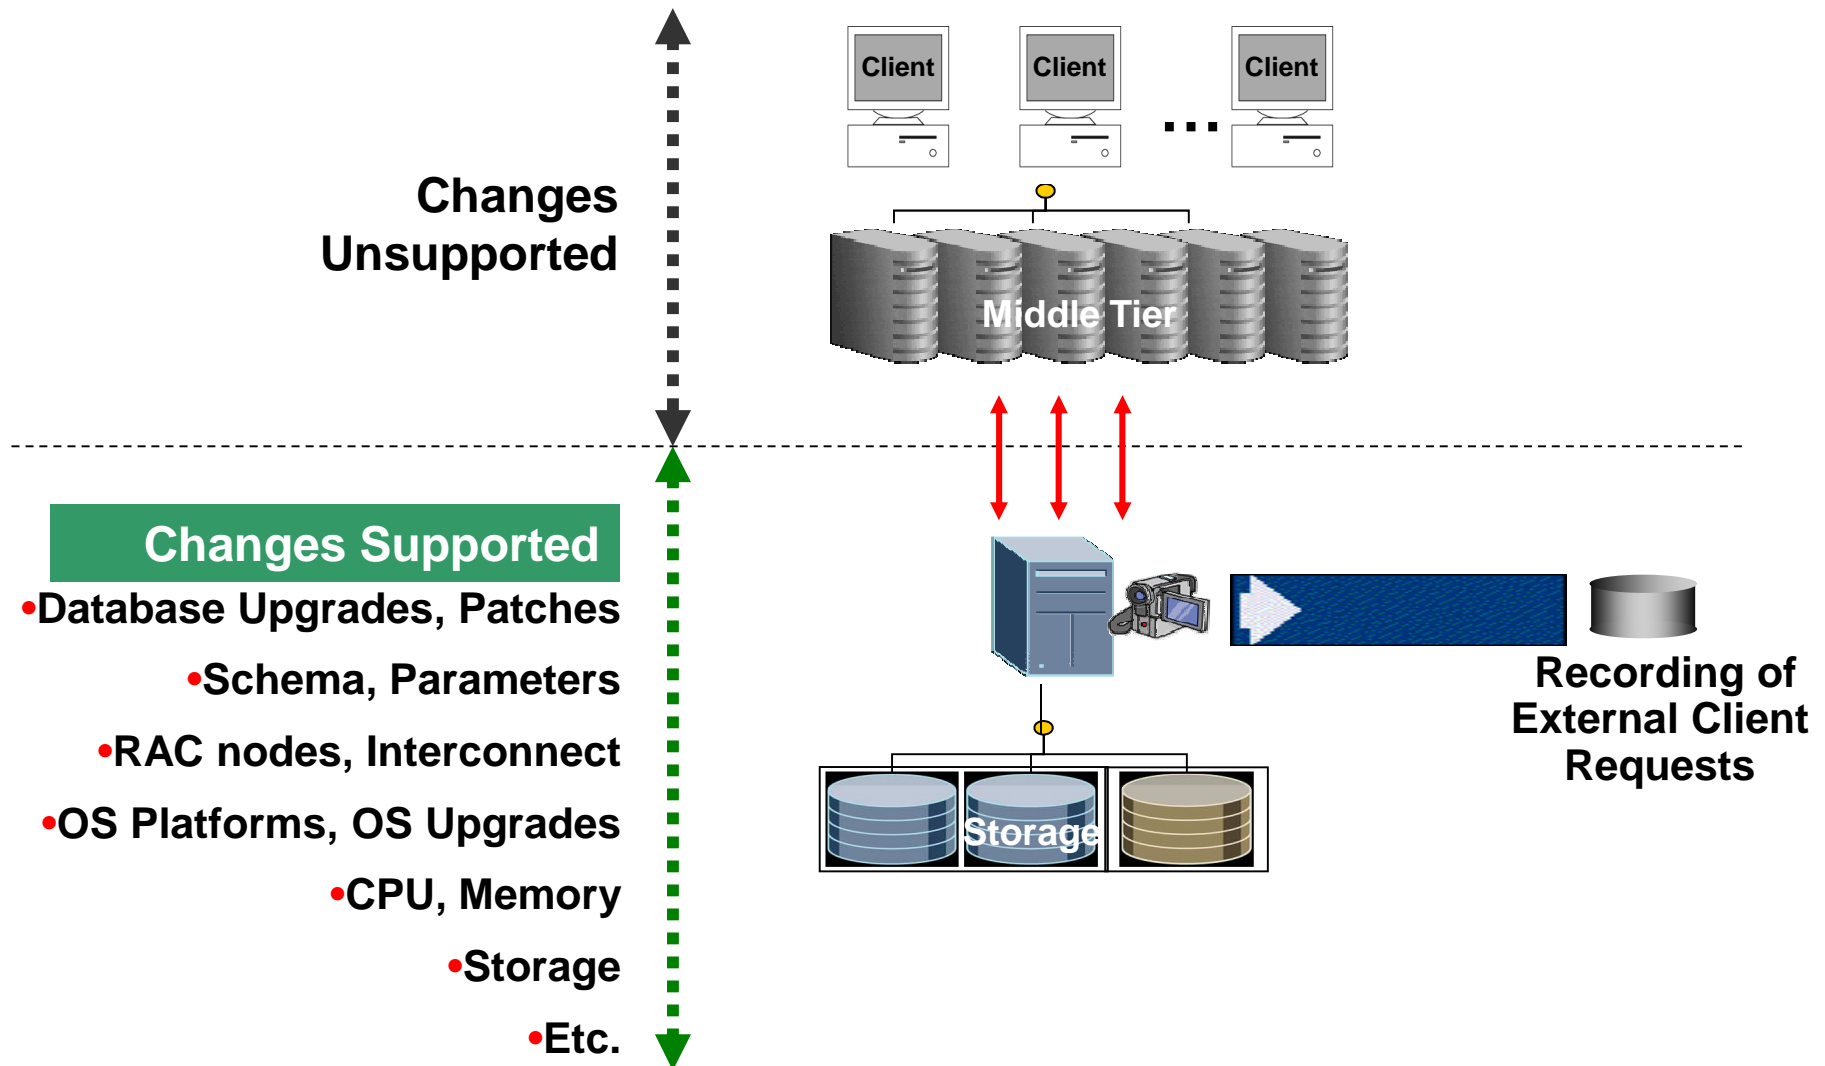 Client
Client
Client
...
Changes
Unsupported
Middle Tier
Changes Supported
•Database Upgrades, Patches
•Schema, Parameters
•RAC nodes, Interconnect
•OS Platforms, OS Upgrades
•CPU, Memory
•Storage
•Etc.
Recording of
External Client
Requests
Storage